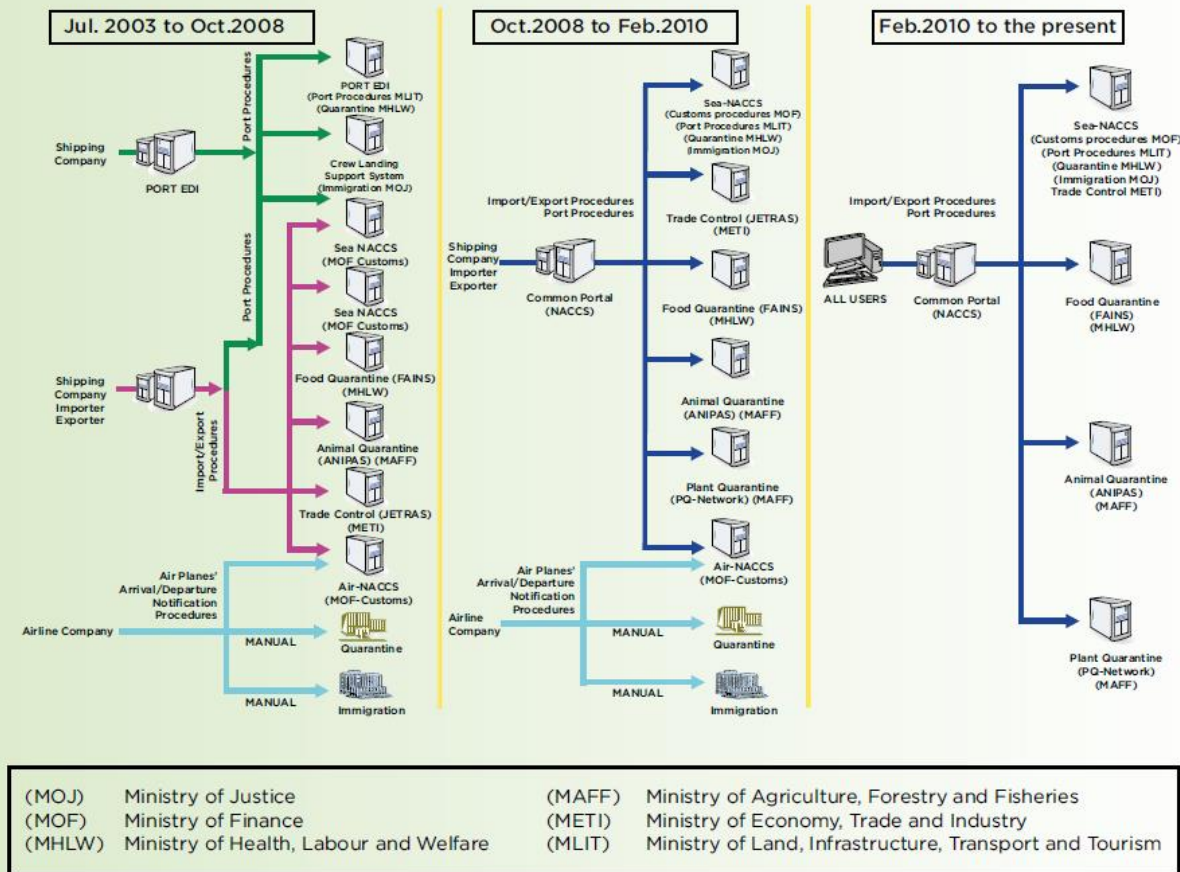 Jul. 2003 to Oct.2008
Port Procedures
PORT EDI
(Port Procedures MLIT)
(Quarantine MHLW)
Shipping
Company
PORT EDI
Crew Landing
Support System
(Immigration MOJ)
Port Procedures
Sea NACCS
(MOF Customs)
Sea NACCS
(MOF Customs)
Shipping
Company
Importer
Exporter
Food Quarantine (FAINS)
(MHLW)
Import/Export
Procedures
Animal Quarantine
(ANIPAS) (MAFF)
Trade Control (JETRAS)
(METI)
Air Planes'
Arrival/Departure
Notification
Procedures
Air-NACCS
(MOF-Customs)
Airline Company
MANUAL
Quarantine
MANUAL
Immigration
Oct.2008 to Feb.2010
Sea-NACCS
(Customs procedures MOF)
(Port Procedures MLIT)
(Quarantine MHLW)
(Immigration MOJ)
Import/Export Procedures
Port Procedures
Trade Control (JETRAS)
(METI)
Shipping
Company
Importer
Exporter
Common Portal
(NACCS)
Food Quarantine (FAINS)
(MHLW)
Animal Quarantine
(ANIPAS) (MAFF)
Plant Quarantine
(PQ-Network) (MAFF)
Air Planes'
Arrival/Departure
Notification
Procedures
Air-NACCS
(MOF-Customs)
Airline
Company
MANUAL
Quarantine
MANUAL
Immigration
Feb.2010 to the present
Sea-NACCS
(Customs procedures MOF)
(Port Procedures MLIT)
(Quarantine MHLW)
(Immigration MOJ)
Trade Control METI)
Import/Export Procedures
Port Procedures
ALL USERS
Common Portal
(NACCS)
Food Quarantine
(FAINS)
(MHLW)
Animal Quarantine
(ANIPAS)
(MAFF)
Plant Quarantine
(PQ-Network)
(MAFF)
(MOJ) Ministry of Justice
(MOF) Ministry of Finance
(MHLW) Ministry of Health, Labour and Welfare
(MAFF) Ministry of Agriculture, Forestry and Fisheries
(METI) Ministry of Economy, Trade and Industry
(MLIT) Ministry of Land, Infrastructure, Transport and Tourism